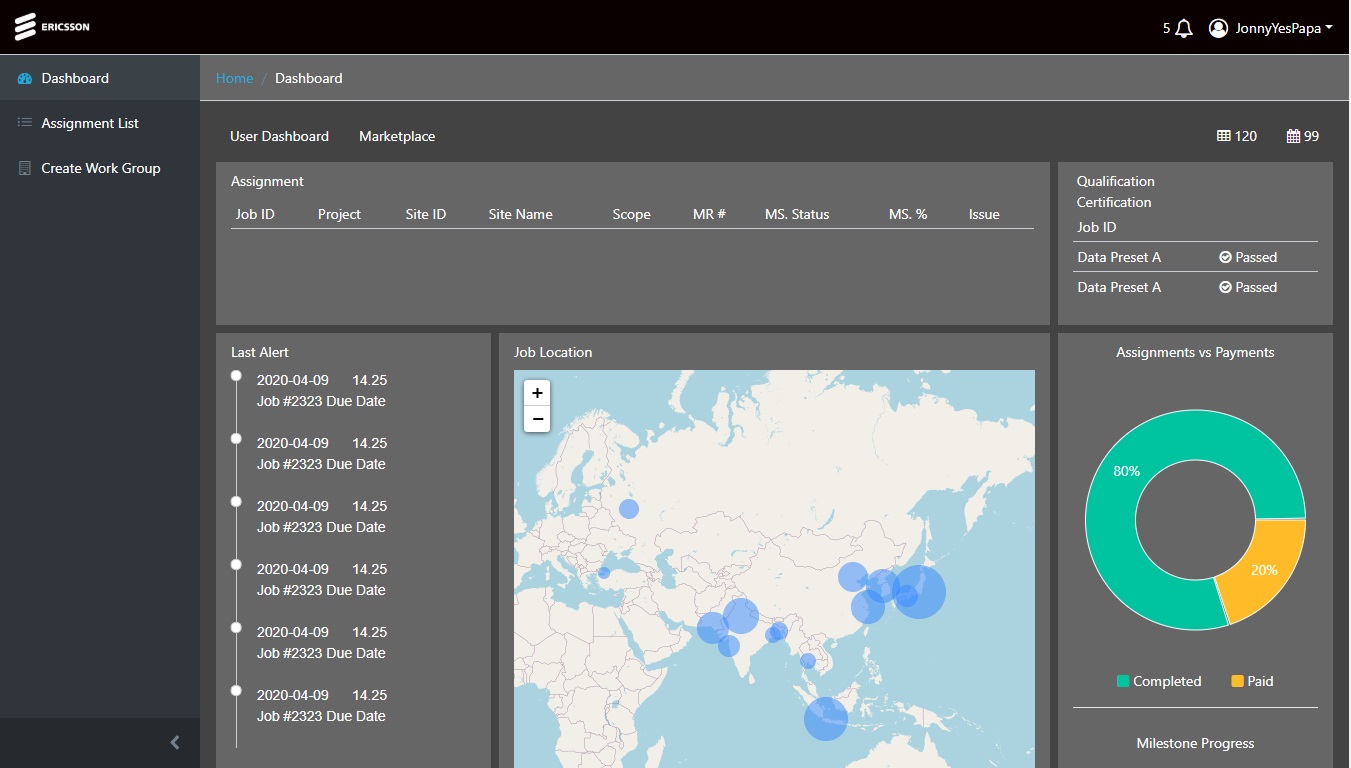 ERICSSON
5 JonnyYesPapa
Dashboard
Assignment List
Create Work Group
Home / Dashboard
User Dashboard Marketplace
120 99
Assignment
Job ID Project Site ID Site Name Scope MR # MS. Status MS. % Issue
Qualification
Certification
Job ID
Data Preset A Passed
Data Preset A Passed
Last Alert
2020-04-09 14.25
Job #2323 Due Date
2020-04-09 14.25
Job #2323 Due Date
2020-04-09 14.25
Job #2323 Due Date
2020-04-09 14.25
Job #2323 Due Date
2020-04-09 14.25
Job #2323 Due Date
2020-04-09 14.25
Job #2323 Due Date
Job Location
+
−
Assignments vs Payments
80%
20%
Completed Paid
Milestone Progress